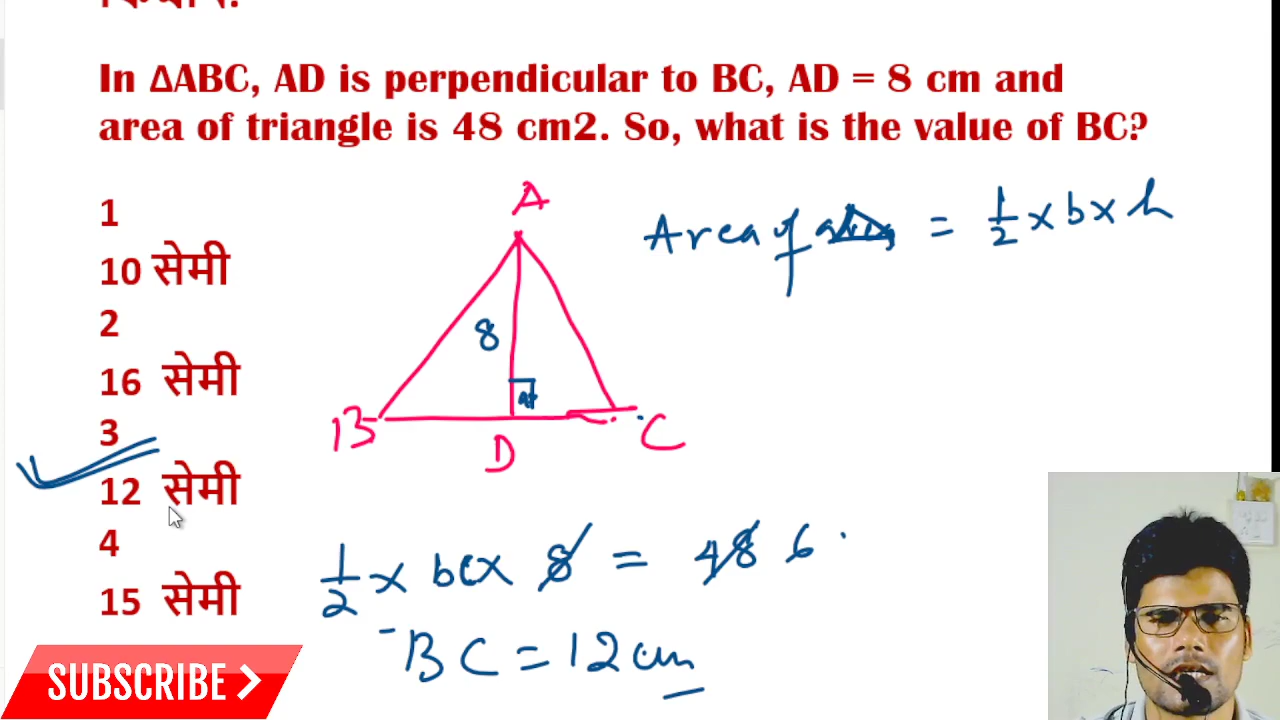 In ΔABC, AD is perpendicular to BC, AD = 8 cm and
area of triangle is 48 cm2. So, what is the value of BC?
1
10 सेमी
2
16 सेमी
3
12 सेमी
4
15 सेमी
A
8
B
D
C
Area of = 1/2 x b x h
1/2 x bc x 8 = 48 6
BC = 12 cm
SUBSCRIBE